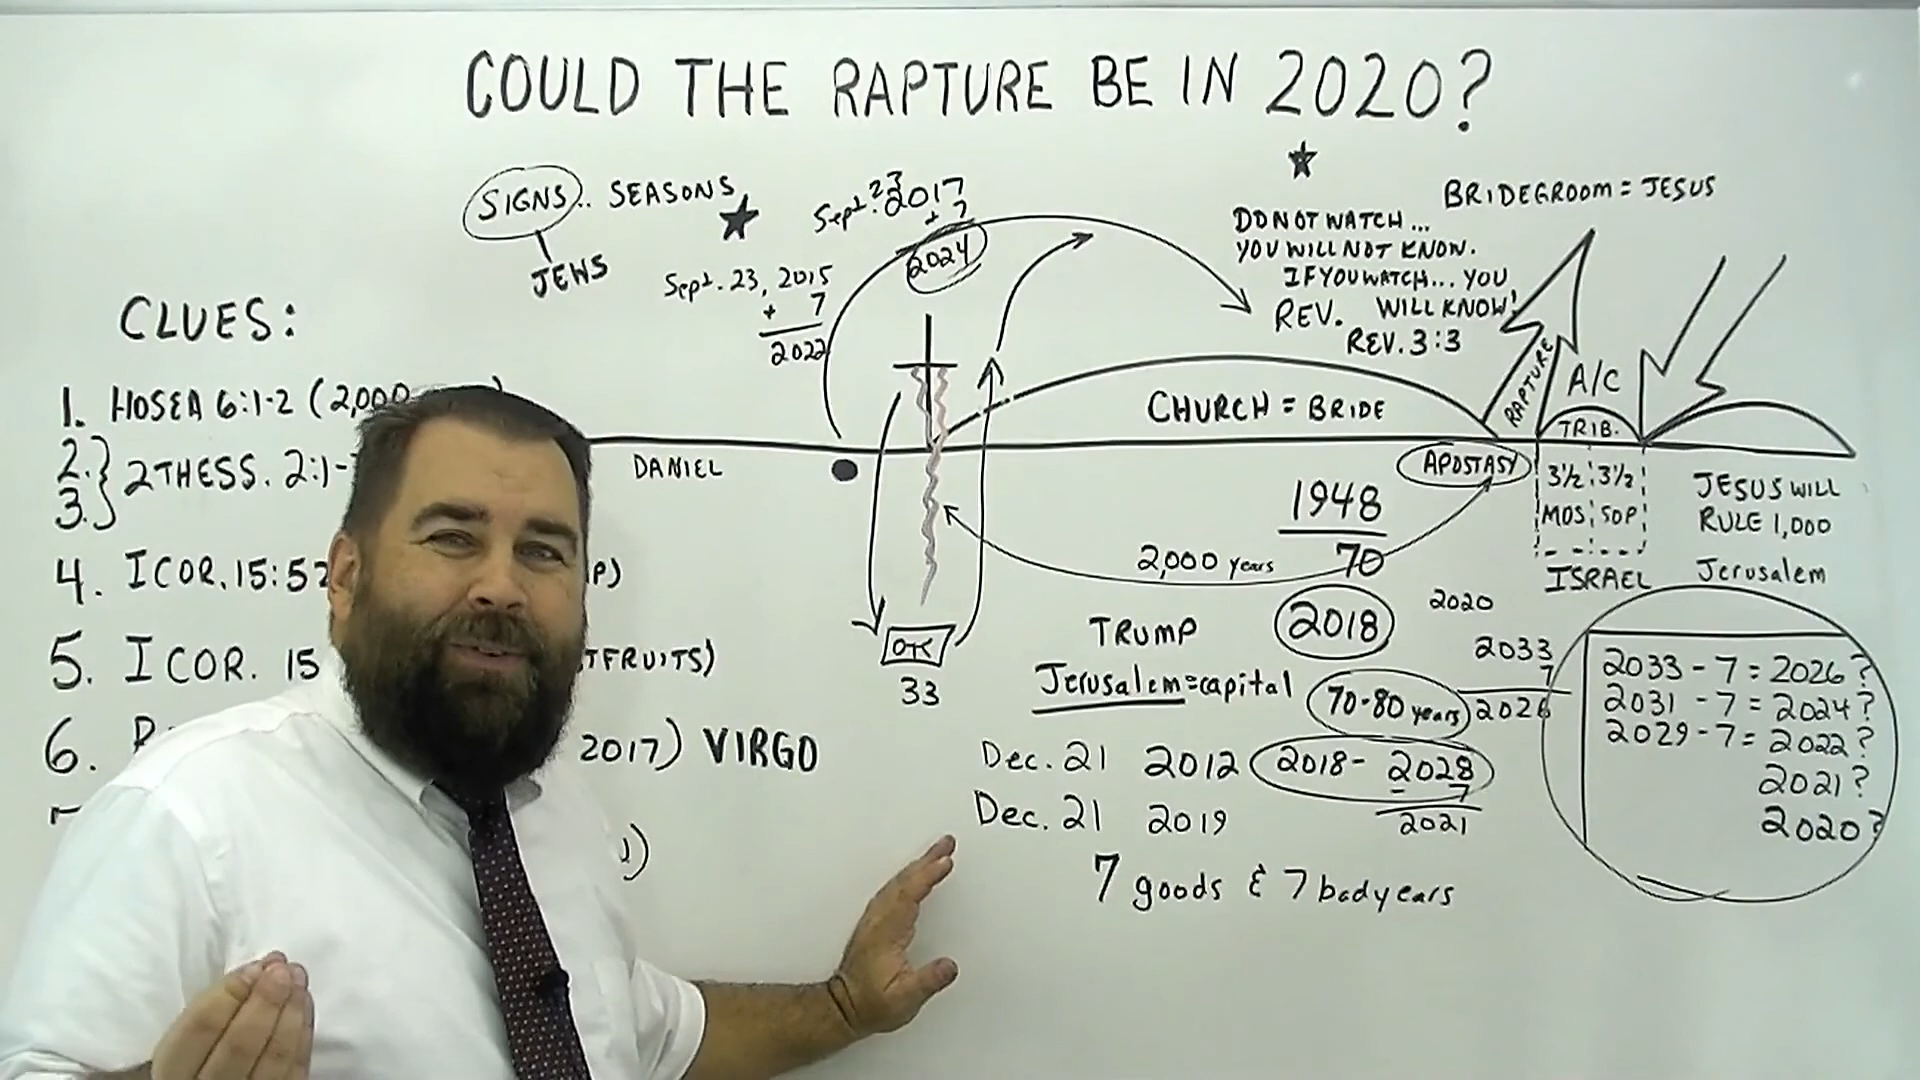 COULD THE RAPTURE BE IN 2020?
SIGNS.. SEASONS
JEWS
Sept. 23 2017
+ 7
2024
Sept. 23, 2015
+ 7
2022
DO NOT WATCH...
YOU WILL NOT KNOW.
IF YOU WATCH... YOU
WILL KNOW!
REV.
REV. 3:3
BRIDEGROOM = JESUS
CLUES:
1. HOSEA 6:1-2 (2,000
2.
3.
2 THESS. 2:1-
4. I COR. 15:52
P)
5. I COR. 15
TFRUITS)
6.
2017) VIRGO
DANIEL
33
CHURCH = BRIDE
RAPTURE
A/C
TRIB.
APOSTASY
3½ 3½
MOS. 50P
ISRAEL
JESUS WILL
RULE 1,000
Jerusalem
1948
70
2018
2,000 years
2020
TRUMP
Jerusalem = capital
70-80 years
2033
7
2026
Dec. 21 2012
Dec. 21 2019
2018 - 2028
- 7
2021
7 goods & 7 bad years
2033 - 7 = 2026?
2031 - 7 = 2024?
2029 - 7 = 2022?
2021?
2020?